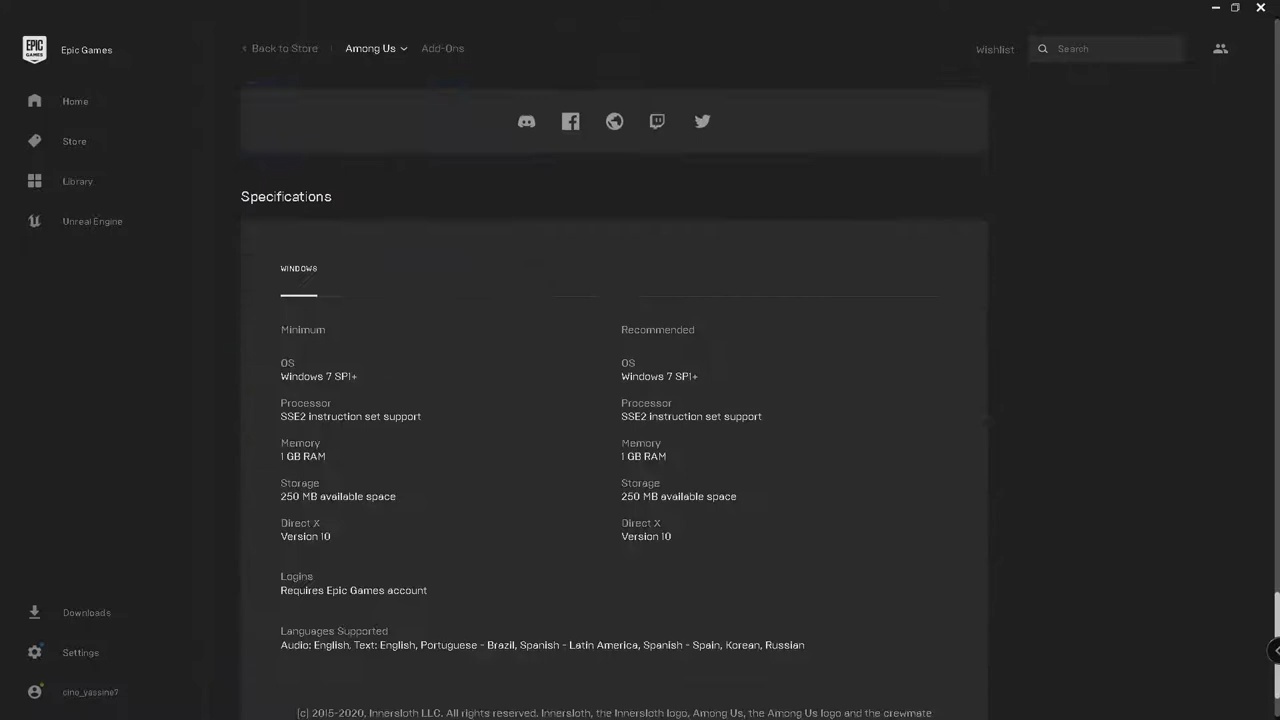 EPIC GAMES
Epic Games
Back to Store
Among Us
Add-Ons
Wishlist
Search
Home
Store
Library
Unreal Engine
Specifications
WINDOWS
Minimum
Recommended
OS
Windows 7 SP1+
OS
Windows 7 SP1+
Processor
SSE2 instruction set support
Processor
SSE2 instruction set support
Memory
1 GB RAM
Memory
1 GB RAM
Storage
250 MB available space
Storage
250 MB available space
Direct X
Version 10
Direct X
Version 10
Logins
Requires Epic Games account
Languages Supported
Audio: English, Text: English, Portuguese - Brazil, Spanish - Latin America, Spanish - Spain, Korean, Russian
Downloads
Settings
cino_yassine7
(c) 2015-2020, Innersloth LLC. All rights reserved. Innersloth, the Innersloth logo, Among Us, the Among Us logo and the crewmate